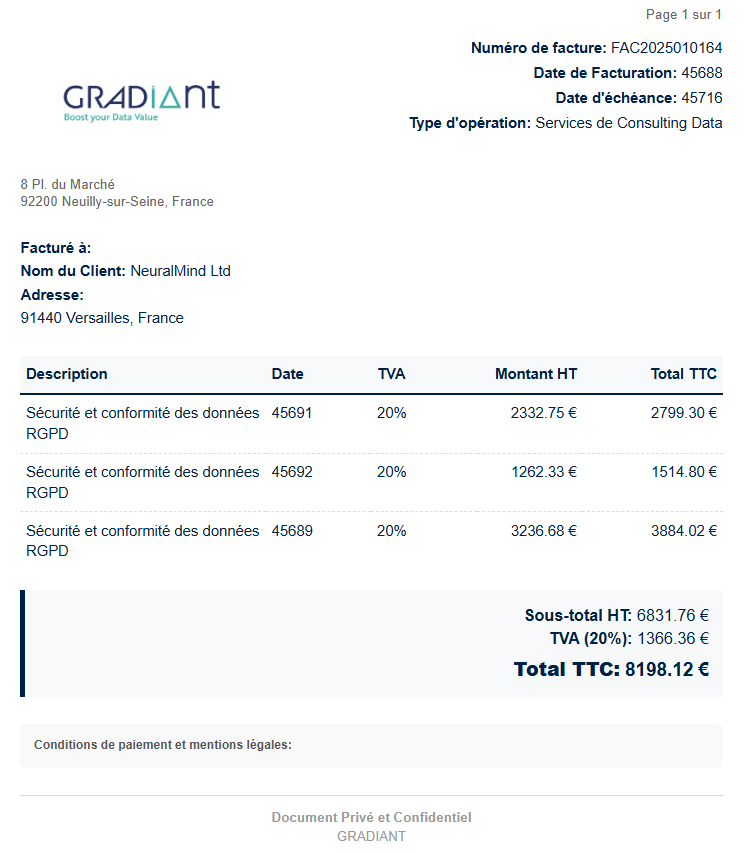 Page 1 sur 1
Numéro de facture: FAC2025010164
Date de Facturation: 45688
Date d'échéance: 45716
Type d'opération: Services de Consulting Data
GRADIANT
Boost your Data Value
8 Pl. du Marché
92200 Neuilly-sur-Seine, France
Facturé à:
Nom du Client: NeuralMind Ltd
Adresse:
91440 Versailles, France
Description Date TVA Montant HT Total TTC
Sécurité et conformité des données 45691 20% 2332.75 € 2799.30 €
RGPD
Sécurité et conformité des données 45692 20% 1262.33 € 1514.80 €
RGPD
Sécurité et conformité des données 45689 20% 3236.68 € 3884.02 €
RGPD
Sous-total HT: 6831.76 €
TVA (20%): 1366.36 €
Total TTC: 8198.12 €
Conditions de paiement et mentions légales:
Document Privé et Confidentiel
GRADIANT